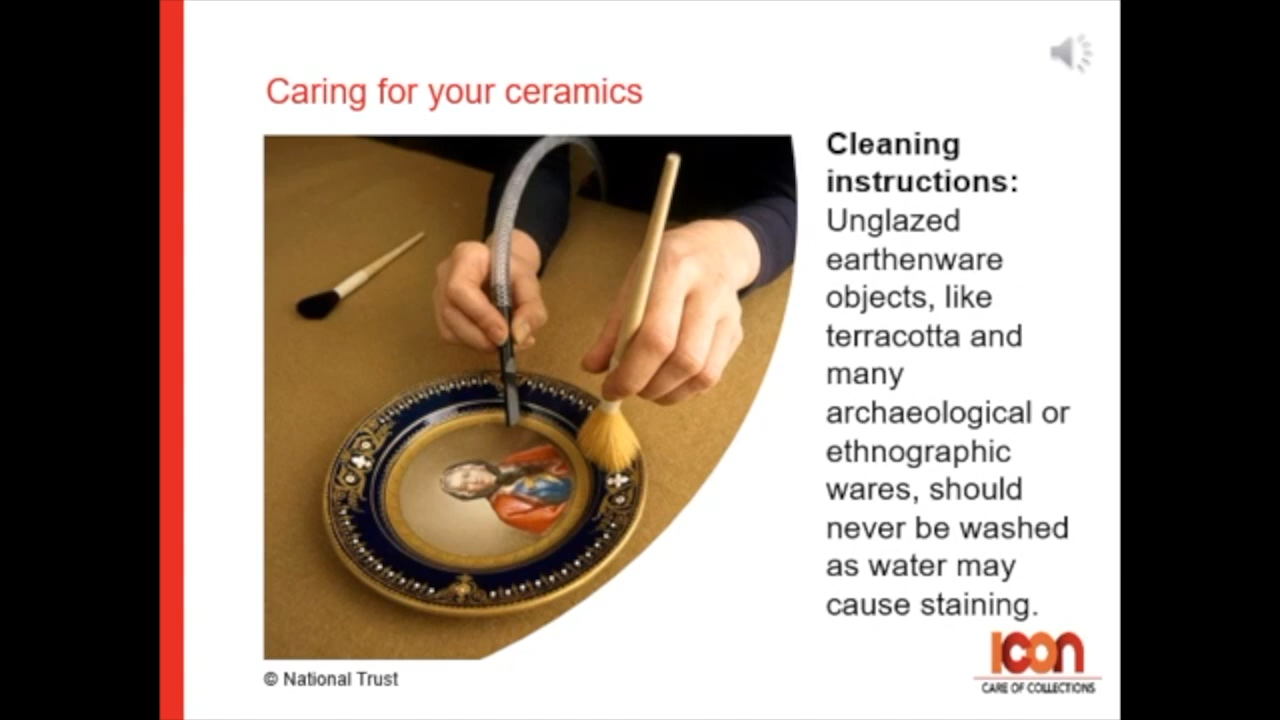 Caring for your ceramics
Cleaning
instructions:
Unglazed
earthenware
objects, like
terracotta and
many
archaeological or
ethnographic
wares, should
never be washed
as water may
cause staining.
© National Trust
Icon
CARE OF COLLECTIONS